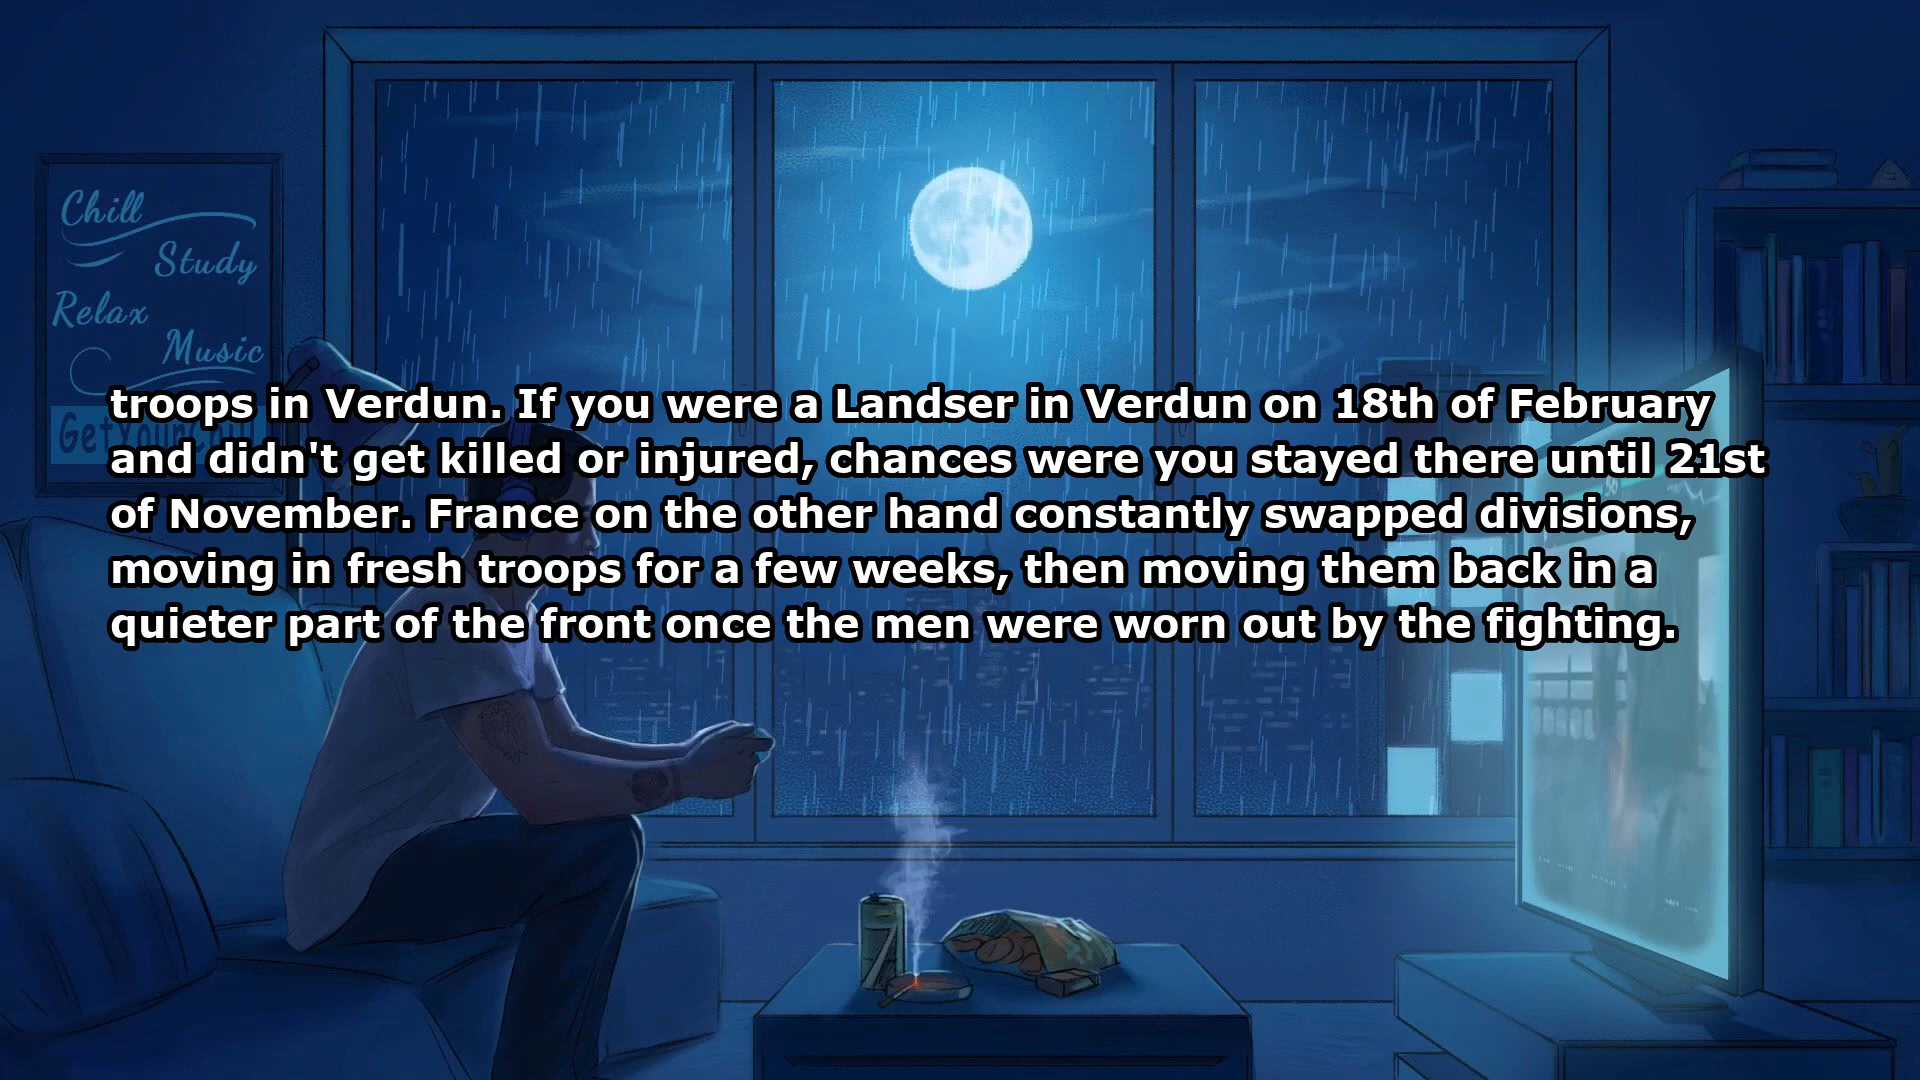 Chill
Study
Relax
Music
troops in Verdun. If you were a Landser in Verdun on 18th of February
and didn't get killed or injured, chances were you stayed there until 21st
of November. France on the other hand constantly swapped divisions,
moving in fresh troops for a few weeks, then moving them back in a
quieter part of the front once the men were worn out by the fighting.